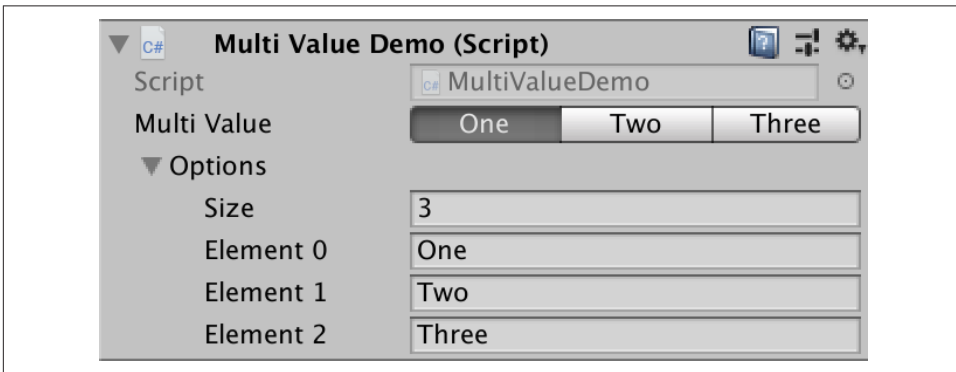 C# Multi Value Demo (Script) ?
Script C# MultiValueDemo
Multi Value One Two Three
Options
Size 3
Element 0 One
Element 1 Two
Element 2 Three